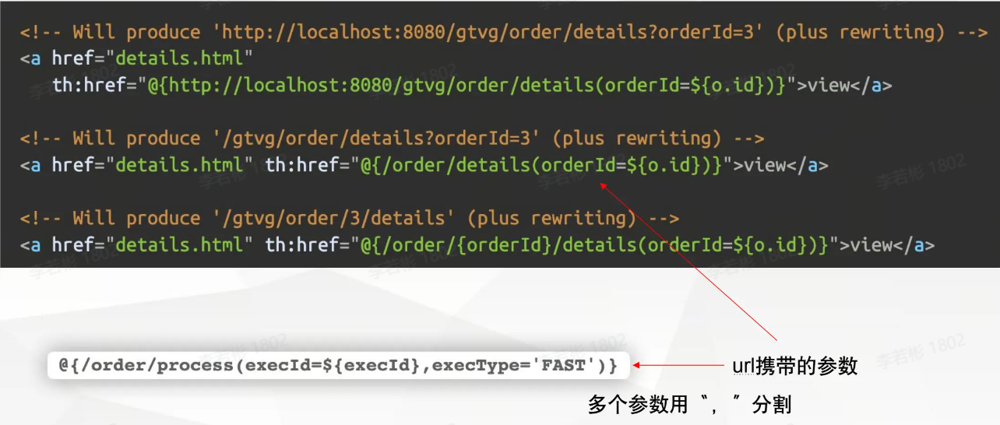 <!-- Will produce 'http://localhost:8080/gtvg/order/details?orderId=3' (plus rewriting) -->
<a href="details.html"
th:href="@{http://localhost:8080/gtvg/order/details(orderId=${o.id})}">view</a>
<!-- Will produce '/gtvg/order/details?orderId=3' (plus rewriting) -->
<a href="details.html" th:href="@{/order/details(orderId=${o.id})}">view</a>
<!-- Will produce '/gtvg/order/3/details' (plus rewriting) -->
<a href="details.html" th:href="@{/order/{orderId}/details(orderId=${o.id})}">view</a>
@{/order/process(execId=${execId},execType='FAST')}
url携带的参数
多个参数用〝，〞分割
李若彬 1802